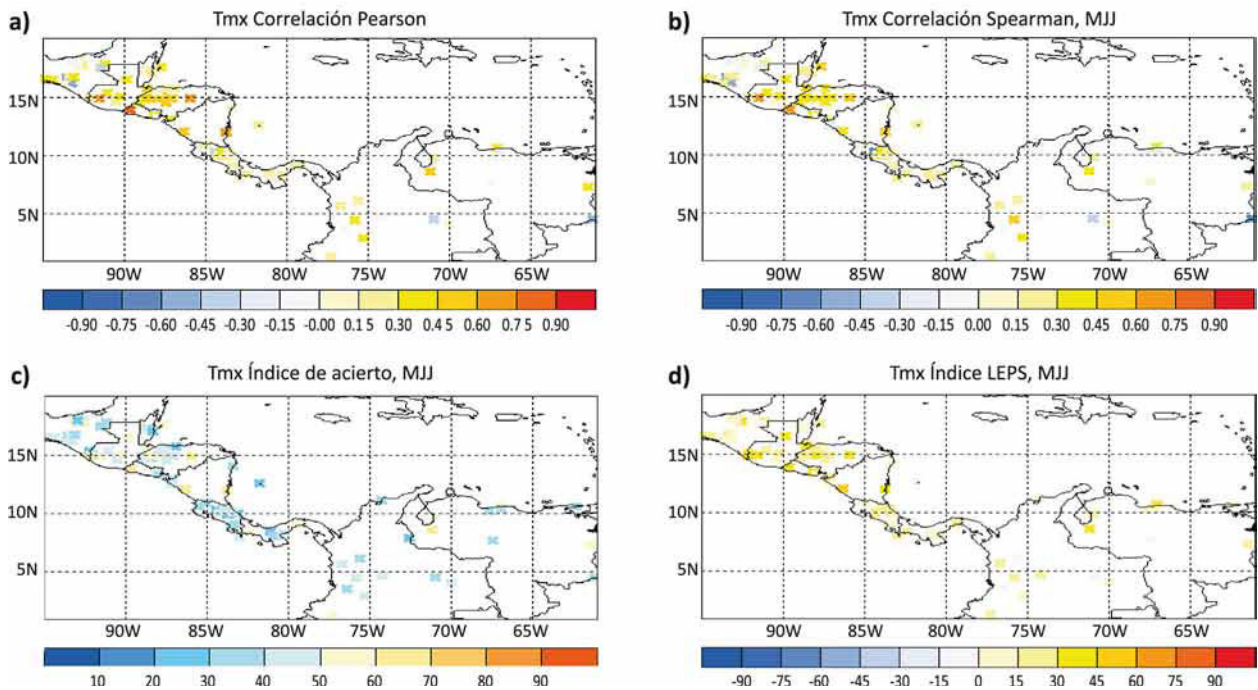 a) Tmx Correlación Pearson
15N
10N
5N
90W 85W 80W 75W 70W 65W
-0.90 -0.75 -0.60 -0.45 -0.30 -0.15 -0.00 0.15 0.30 0.45 0.60 0.75 0.90
b) Tmx Correlación Spearman, MJJ
15N
10N
5N
90W 85W 80W 75W 70W 65W
-0.90 -0.75 -0.60 -0.45 -0.30 -0.15 0.00 0.15 0.30 0.45 0.60 0.75 0.90
c) Tmx Índice de acierto, MJJ
15N
10N
5N
90W 85W 80W 75W 70W 65W
10 20 30 40 50 60 70 80 90
d) Tmx Índice LEPS, MJJ
15N
10N
5N
90W 85W 80W 75W 70W 65W
-90 -75 -60 -45 -30 -15 0 15 30 45 60 75 90